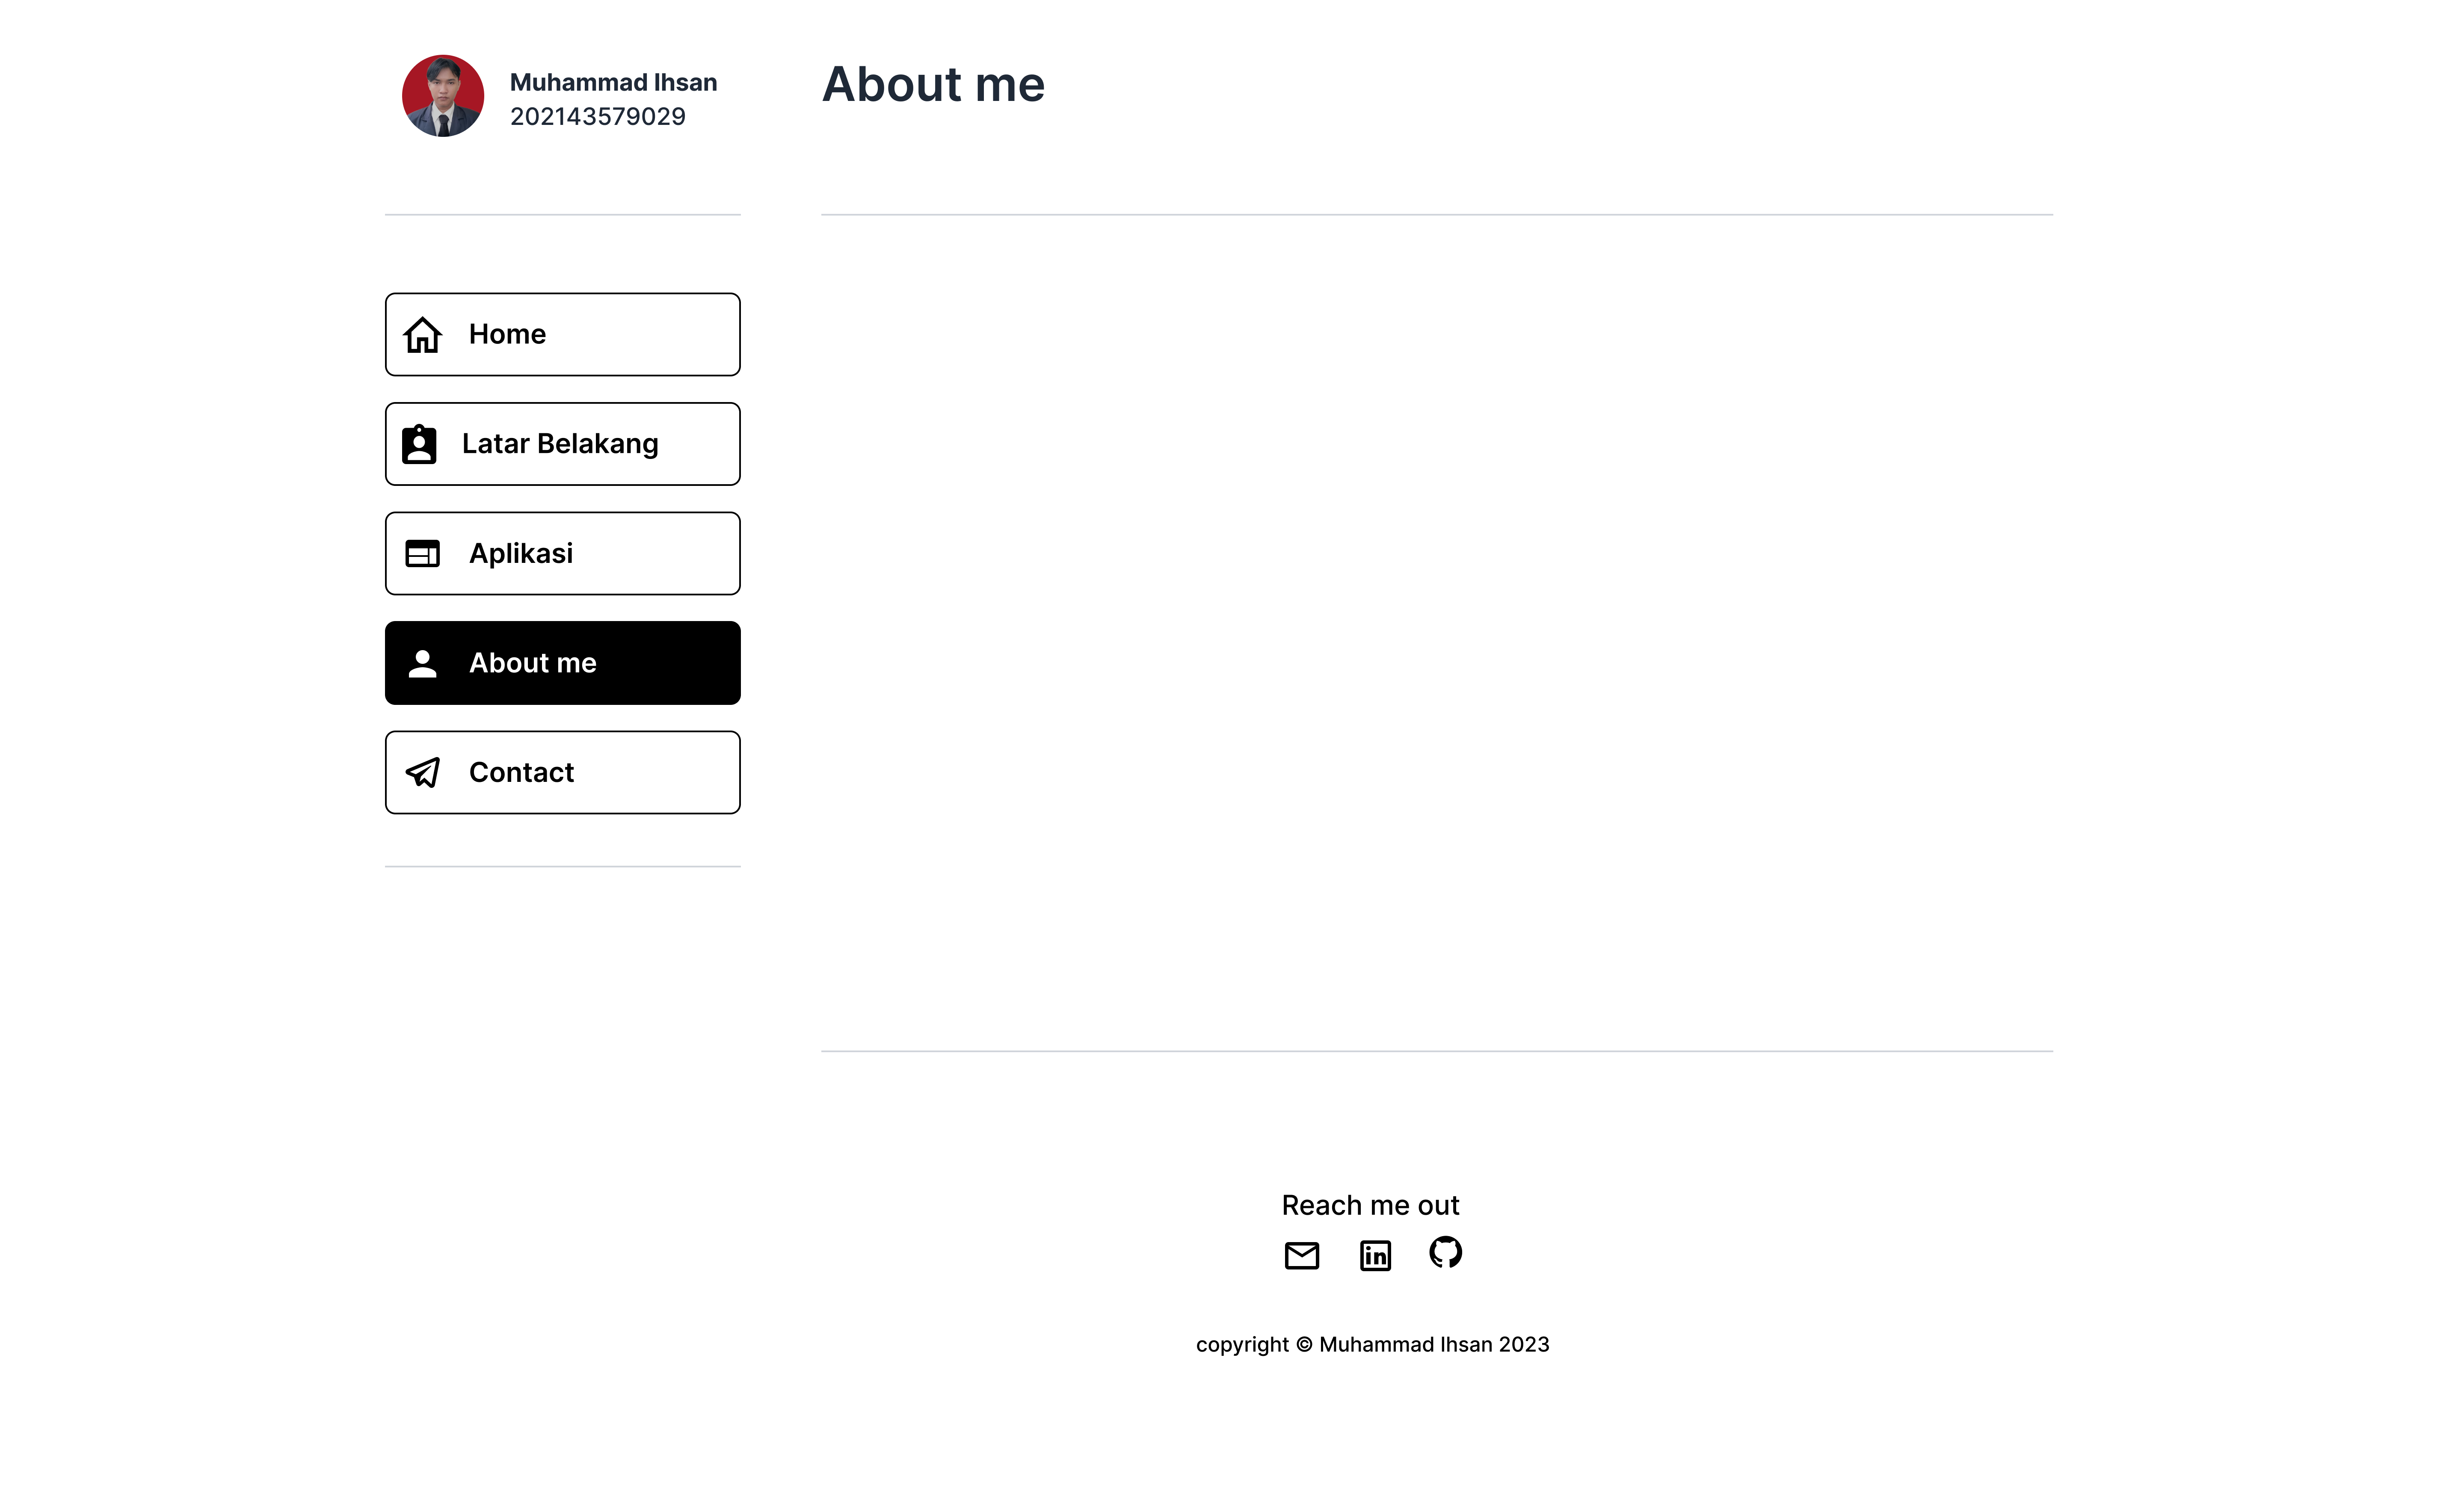 Muhammad Ihsan
202143579029
About me
Home
Latar Belakang
Aplikasi
About me
Contact
Reach me out
copyright © Muhammad Ihsan 2023